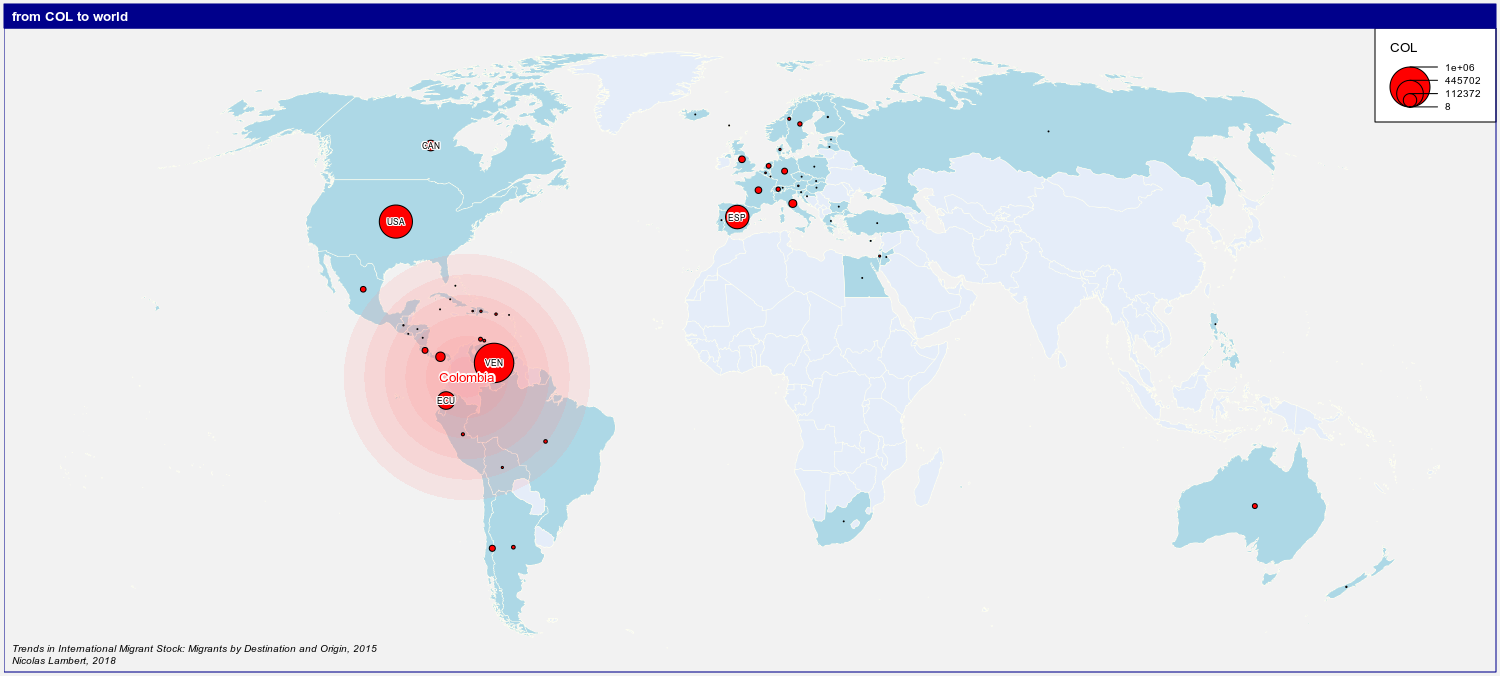 from COL to world
COL
1e+06
445702
112372
8
CAN
USA
ESP
VEN
Colombia
ECU
Trends in International Migrant Stock: Migrants by Destination and Origin, 2015
Nicolas Lambert, 2018